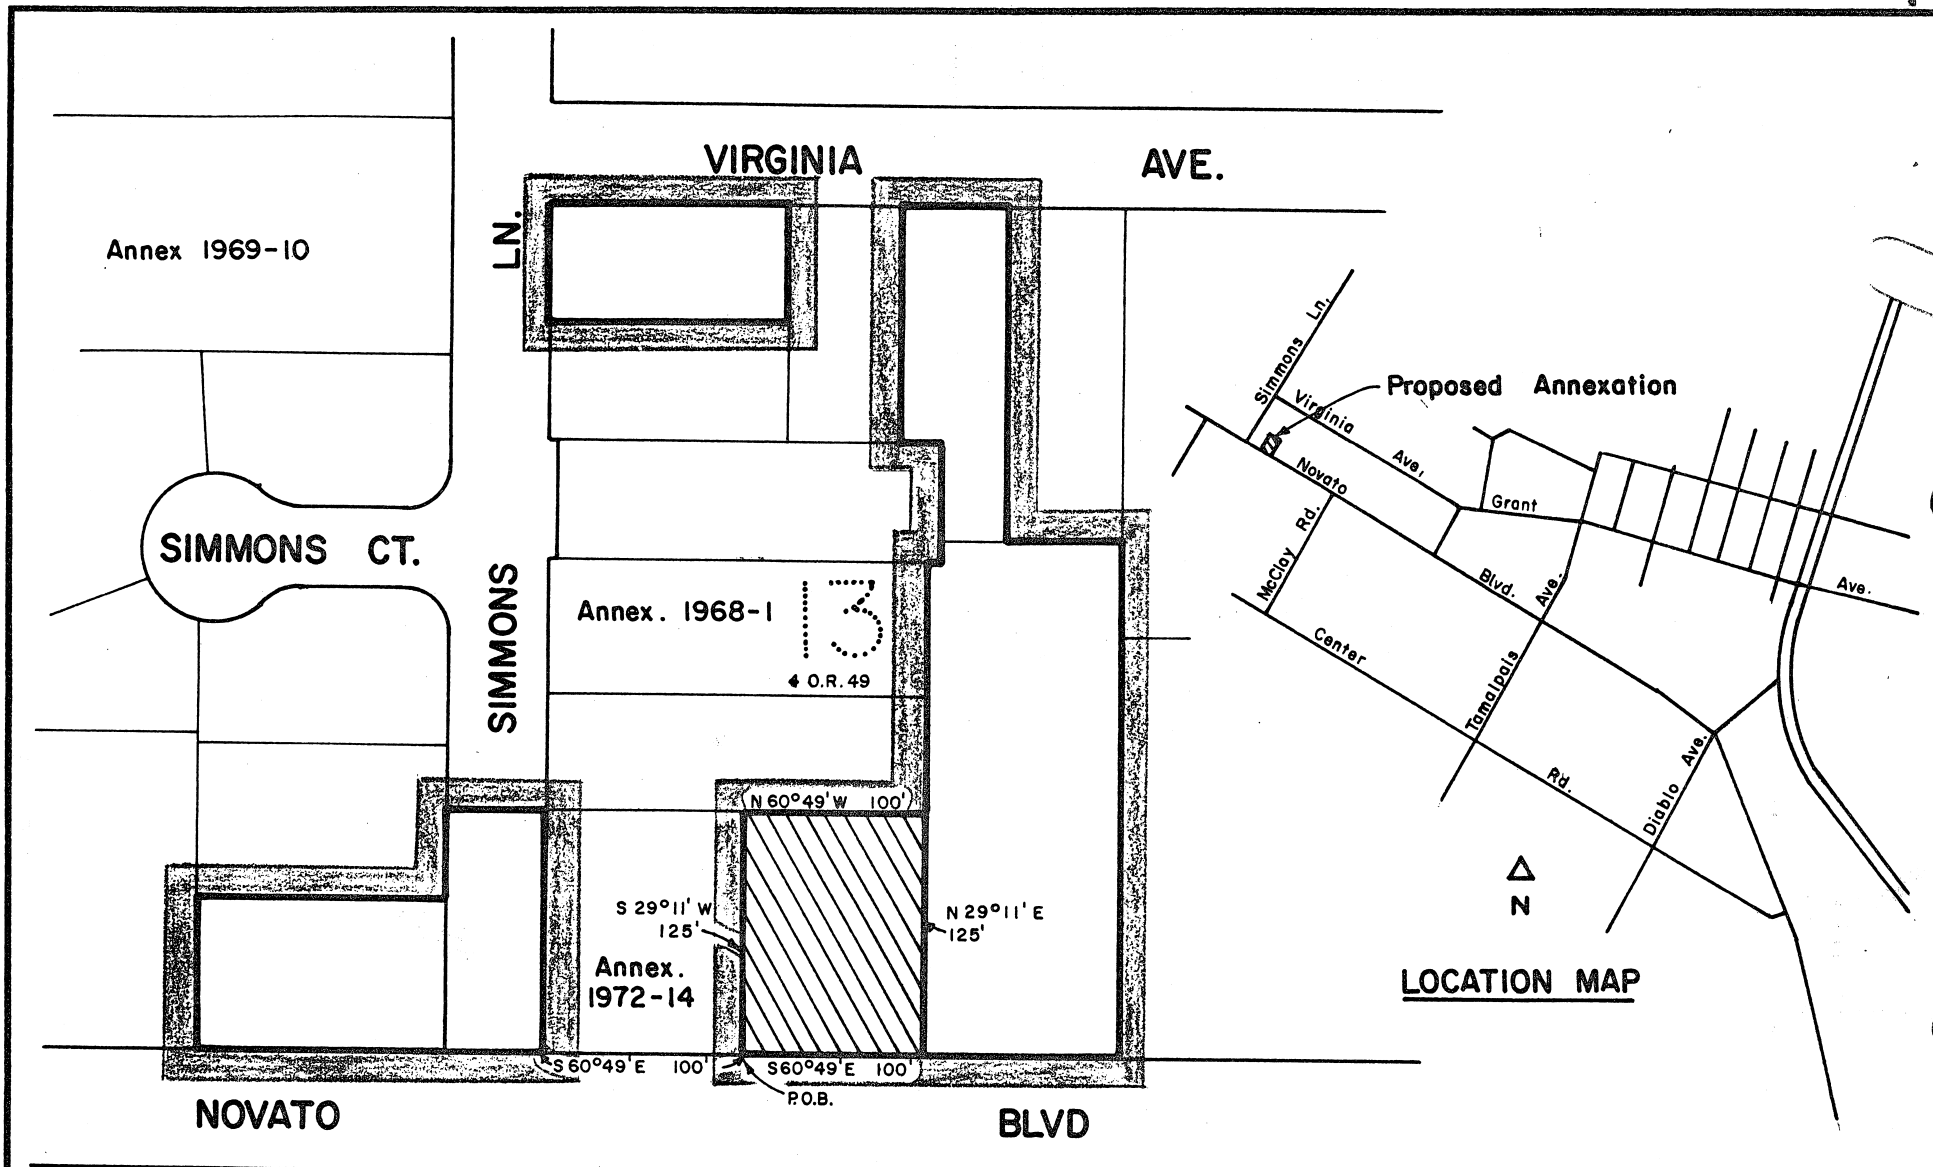 VIRGINIA AVE.
LN.
Annex 1969-10
SIMMONS CT.
SIMMONS
Annex. 1968-1
13
4 O.R. 49
N 60°49' W 100'
S 29°11' W
125'
N 29°11' E
125'
Annex.
1972-14
S 60°49' E 100'
S 60°49' E 100'
P.O.B.
NOVATO BLVD
Simmons Ln.
Proposed Annexation
Virginia Ave.
Novato Blvd.
Grant Ave.
McClay Rd.
Center Rd.
Tamalpais Ave.
Diablo Ave.
N
LOCATION MAP